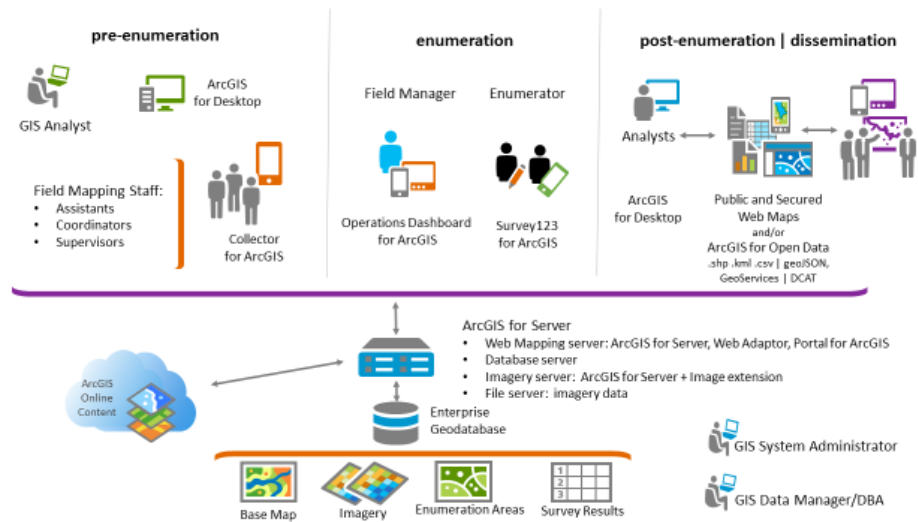 pre-enumeration
GIS Analyst
ArcGIS
for Desktop
Field Mapping Staff:
• Assistants
• Coordinators
• Supervisors
Collector
for ArcGIS
enumeration
Field Manager
Enumerator
Operations Dashboard
for ArcGIS
Survey123
for ArcGIS
post-enumeration | dissemination
Analysts
ArcGIS
for Desktop
Public and Secured
Web Maps
and/or
ArcGIS for Open Data
.shp .kml .csv | geoJSON,
GeoServices | DCAT
ArcGIS
Online
Content
ArcGIS for Server
• Web Mapping server: ArcGIS for Server, Web Adaptor, Portal for ArcGIS
• Database server
• Imagery server: ArcGIS for Server + Image extension
• File server: imagery data
Enterprise
Geodatabase
Base Map
Imagery
Enumeration Areas
1
2
3
Survey Results
GIS System Administrator
GIS Data Manager/DBA